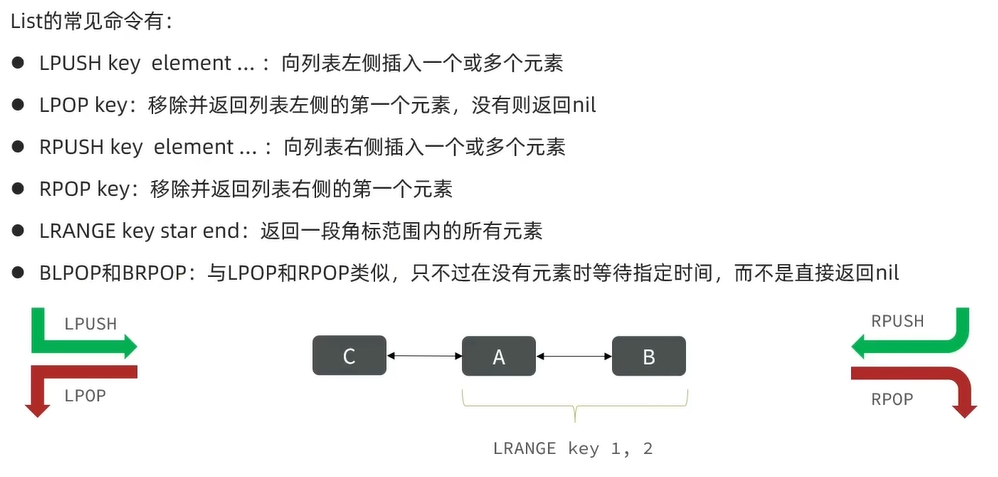 List的常见命令有：
● LPUSH key element ... ：向列表左侧插入一个或多个元素
● LPOP key：移除并返回列表左侧的第一个元素，没有则返回nil
● RPUSH key element ... ：向列表右侧插入一个或多个元素
● RPOP key：移除并返回列表右侧的第一个元素
● LRANGE key star end：返回一段角标范围内的所有元素
● BLPOP和BRPOP：与LPOP和RPOP类似，只不过在没有元素时等待指定时间，而不是直接返回nil
LPUSH
RPUSH
C
A
B
LPOP
RPOP
LRANGE key 1, 2